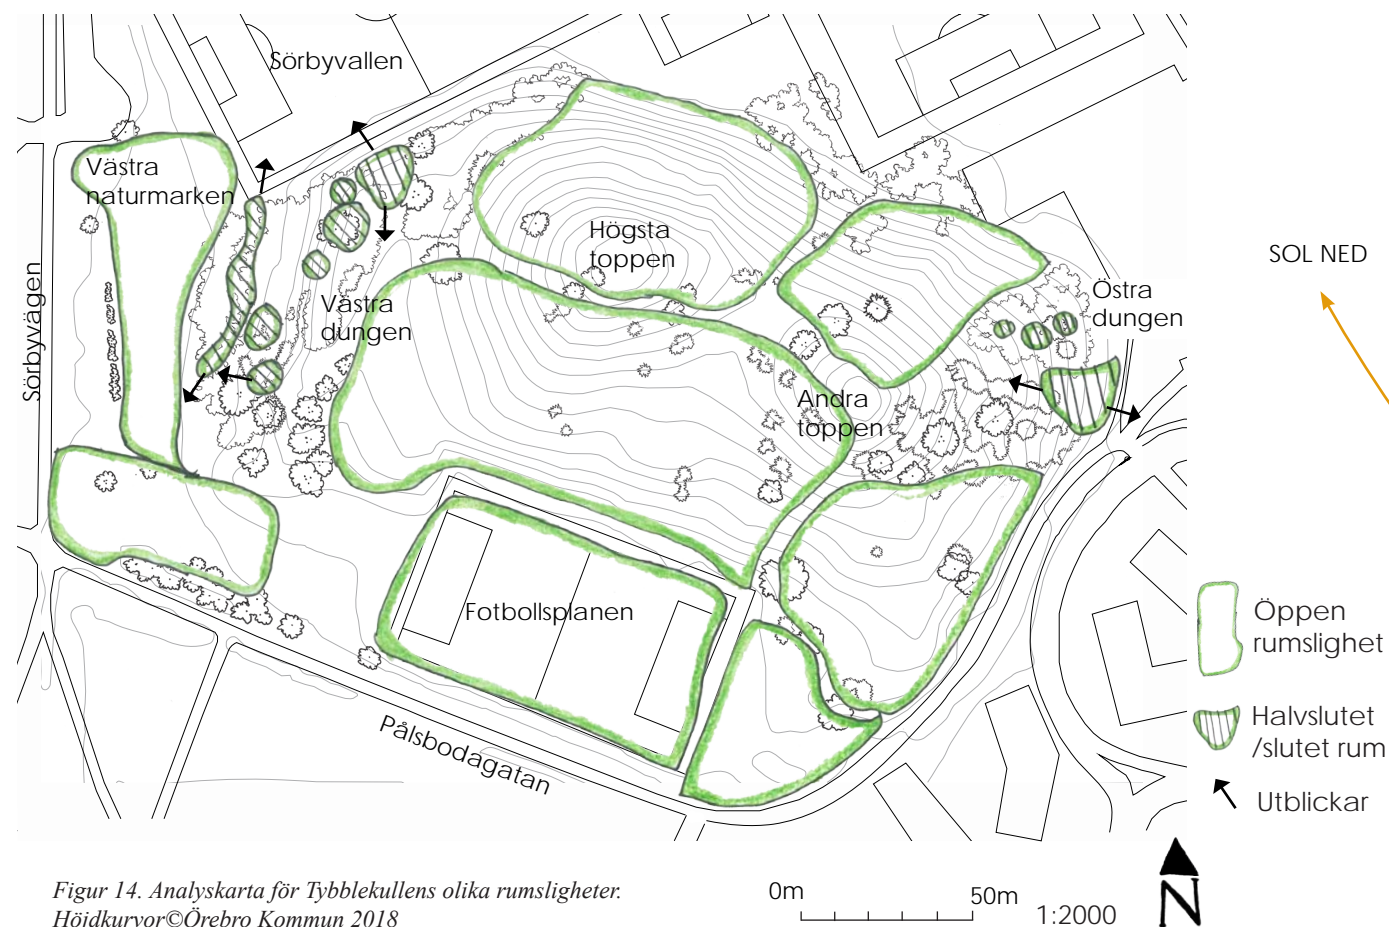 Sörbyvallen
Västra
naturmarken
Högsta
toppen
SOL NED
Sörbyvägen
Västra
dungen
Östra
dungen
Andra
toppen
Fotbollsplanen
Öppen
rumslighet
Halvslutet
/slutet rum
Utblickar
Pålsbodagatan
Figur 14. Analyskarta för Tybblekullens olika rumsligheter.
Höjdkurvor©Örebro Kommun 2018
0m
50m
1:2000
N